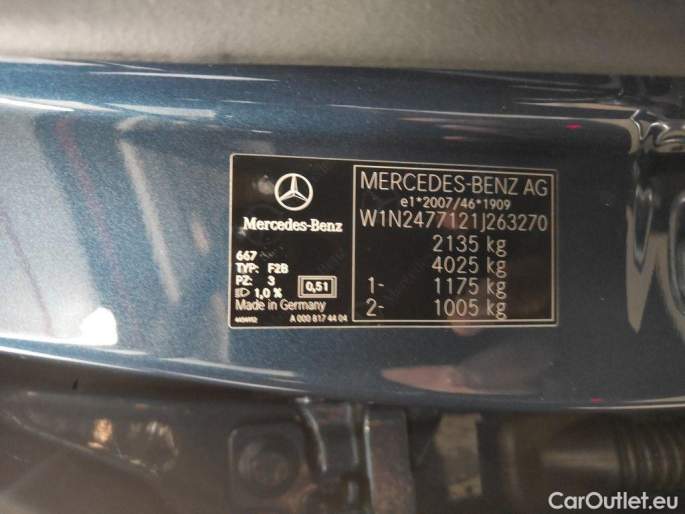 Mercedes-Benz
667
TYP: F2B
PZ: 3
1,0 % 0,51
Made in Germany
A 000 817 44 04
MERCEDES-BENZ AG
e1*2007/46*1909
W1N2477121J263270
2135 kg
4025 kg
1- 1175 kg
2- 1005 kg
CarOutlet.eu